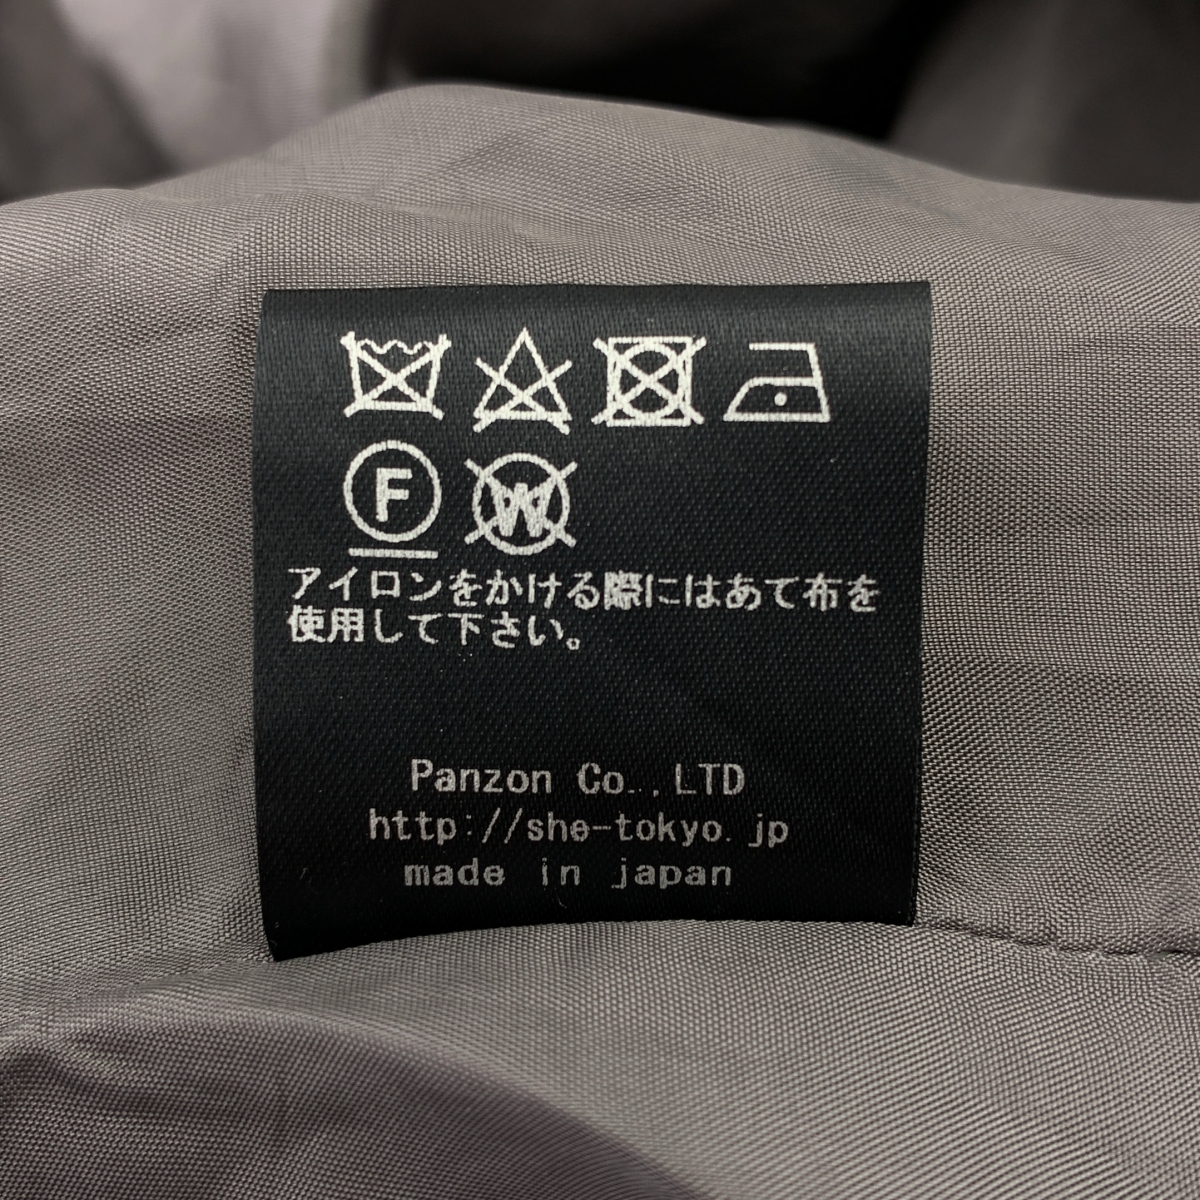 F W
アイロンをかける際にはあて布を
使用して下さい。
Panzon Co.,LTD
http://she-tokyo.jp
made in japan